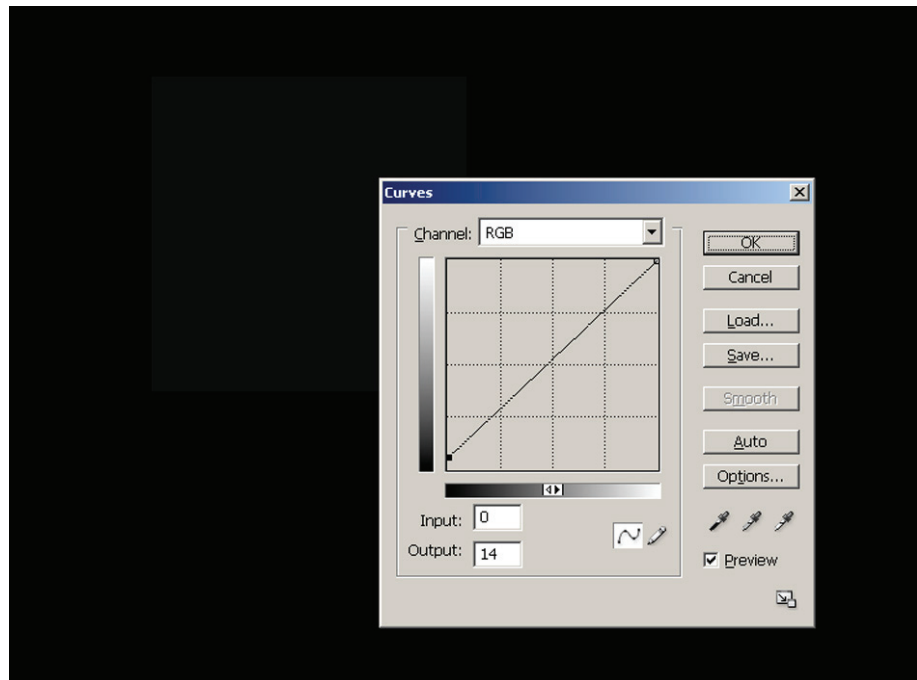 Curves
Channel: RGB
OK
Cancel
Load...
Save...
Smooth
Auto
Options...
Input: 0
Output: 14
Preview